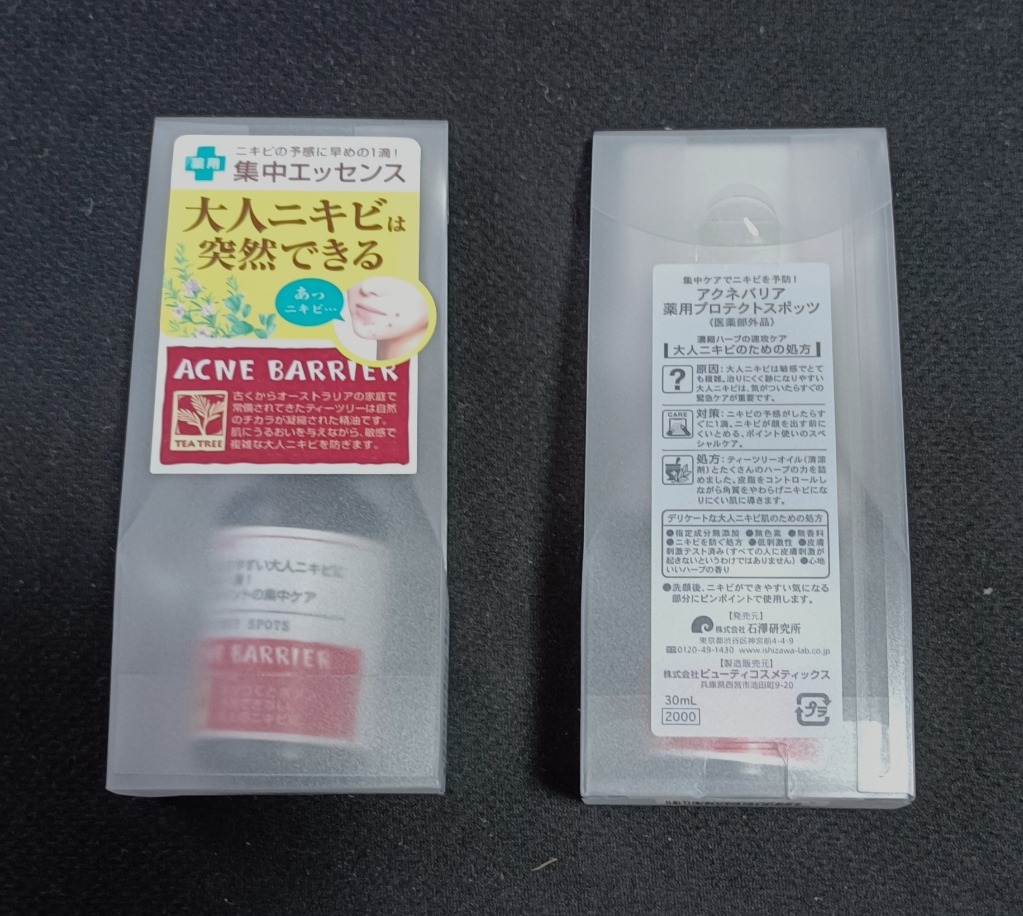 薬用
ニキビの予感に早めの1滴!
集中エッセンス
大人ニキビは
突然できる
あっ
ニキビ…
ACNE BARRIER
古くからオーストラリアの家庭で
常備されてきたティーツリーは自然
のチカラが凝縮された精油です。
肌にうるおいを与えながら、敏感で
複雑な大人ニキビを防ぎます。
TEA TREE
やすい大人ニキビに
ントの集中ケア
SPOTS
BARRIER
集中ケアでニキビを予防!
アクネバリア
薬用プロテクトスポッツ
〈医薬部外品〉
濃縮ハーブの速攻ケア
大人ニキビのための処方
?
原因:大人ニキビは敏感でとて
も複雑。治りにくく跡になりやすい
大人ニキビは、気がついたらすぐの
緊急ケアが重要です。
CARE
対策:ニキビの予感がしたらす
ぐに1滴。ニキビが顔を出す前に
くいとめる、ポイント使いのスペ
シャルケア。
処方:ティーツリーオイル(清涼
剤)とたくさんのハーブの力を詰
めました。皮脂をコントロールし
ながら角質をやわらげニキビにな
りにくい肌に導きます。
デリケートな大人ニキビ肌のための処方
●指定成分無添加 ●無色素 ●無香料
●ニキビを防ぐ処方 ●低刺激性 ●皮膚
刺激テスト済み(すべての人に皮膚刺激が
起きないというわけではありません) ●心地
いいハーブの香り
●洗顔後、ニキビができやすい気になる
部分にピンポイントで使用します。
【発売元】
株式会社 石澤研究所
東京都渋谷区神宮前4-4-9
0120-49-1430 www.ishizawa-lab.co.jp
【製造販売元】
株式会社ビューティコスメティックス
兵庫県西宮市池田町9-20
30mL
2000
プラ